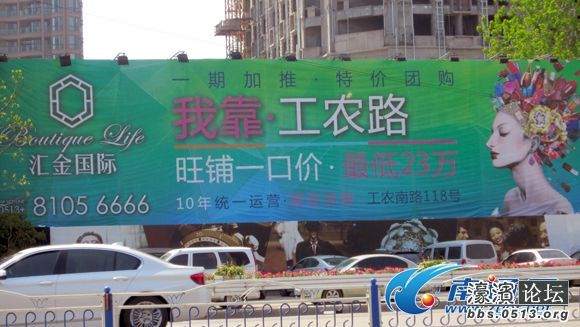 一期加推·特价团购
我靠·工农路
旺铺一口价·最低23万
10年统一运营·
工农南路118号
Boutique Life
汇金国际
0513+
8105 6666
濠滨论坛
bbs.0515.org